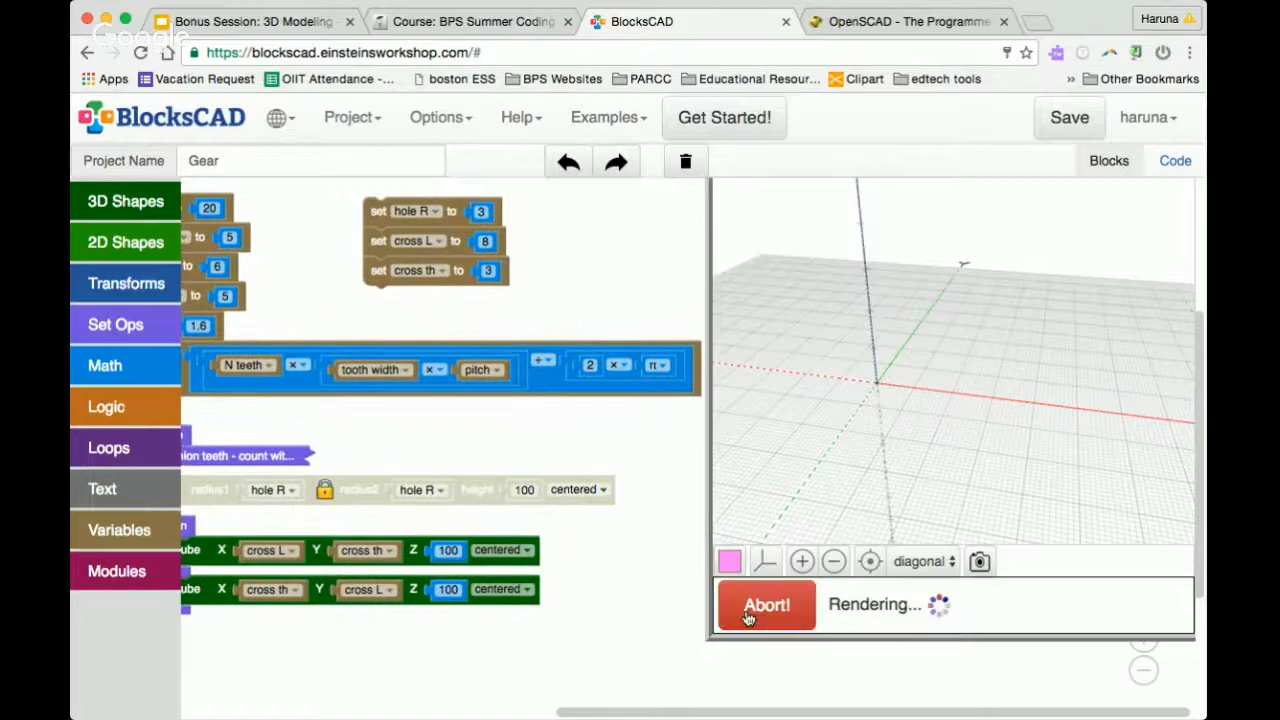 Bonus Session: 3D Modeling
Course: BPS Summer Coding
BlocksCAD
OpenSCAD - The Programme
Haruna
Google
https://blockscad.einsteinsworkshop.com/#
Apps
Vacation Request
OIIT Attendance -...
boston ESS
BPS Websites
PARCC
Educational Resour...
Clipart
edtech tools
» Other Bookmarks
BlocksCAD
Project
Options
Help
Examples
Get Started!
Save
haruna
Project Name
Gear
Blocks
Code
3D Shapes
2D Shapes
Transforms
Set Ops
Math
Logic
Loops
Text
Variables
Modules
20
to 5
to 6
to 5
1.6
set hole R to 3
set cross L to 8
set cross th to 3
N teeth × tooth width × pitch ÷ 2 × π
ion teeth - count wit...
radius1 hole R radius2 hole R height 100 centered
n
ube X cross L Y cross th Z 100 centered
ube X cross th Y cross L Z 100 centered
Y
diagonal
Abort!
Rendering...